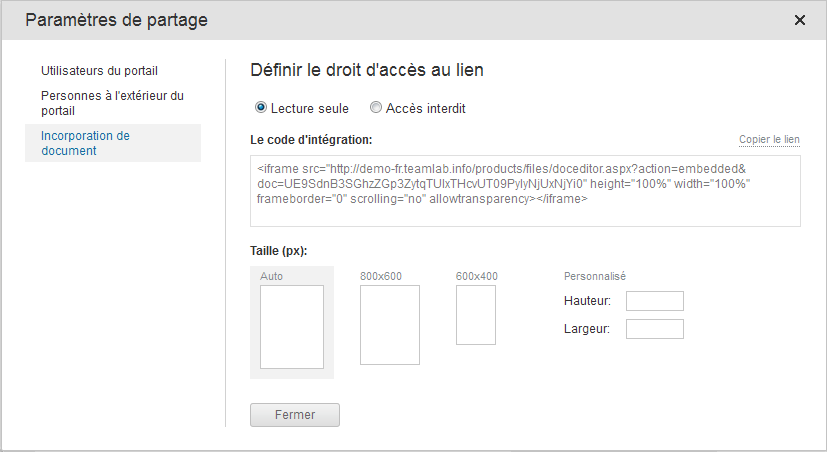 Paramètres de partage
Utilisateurs du portail
Personnes à l'extérieur du
portail
Incorporation de
document
Définir le droit d'accès au lien
Lecture seule
Accès interdit
Le code d'intégration:
Copier le lien
<iframe src="http://demo-fr.teamlab.info/products/files/doceditor.aspx?action=embedded&
doc=UE9SdnB3SGhzZGp3ZytqTUlxTHcvUT09PylyNjUxNjYi0" height="100%" width="100%"
frameborder="0" scrolling="no" allowtransparency></iframe>
Taille (px):
Auto
800x600
600x400
Personnalisé
Hauteur:
Largeur:
Fermer